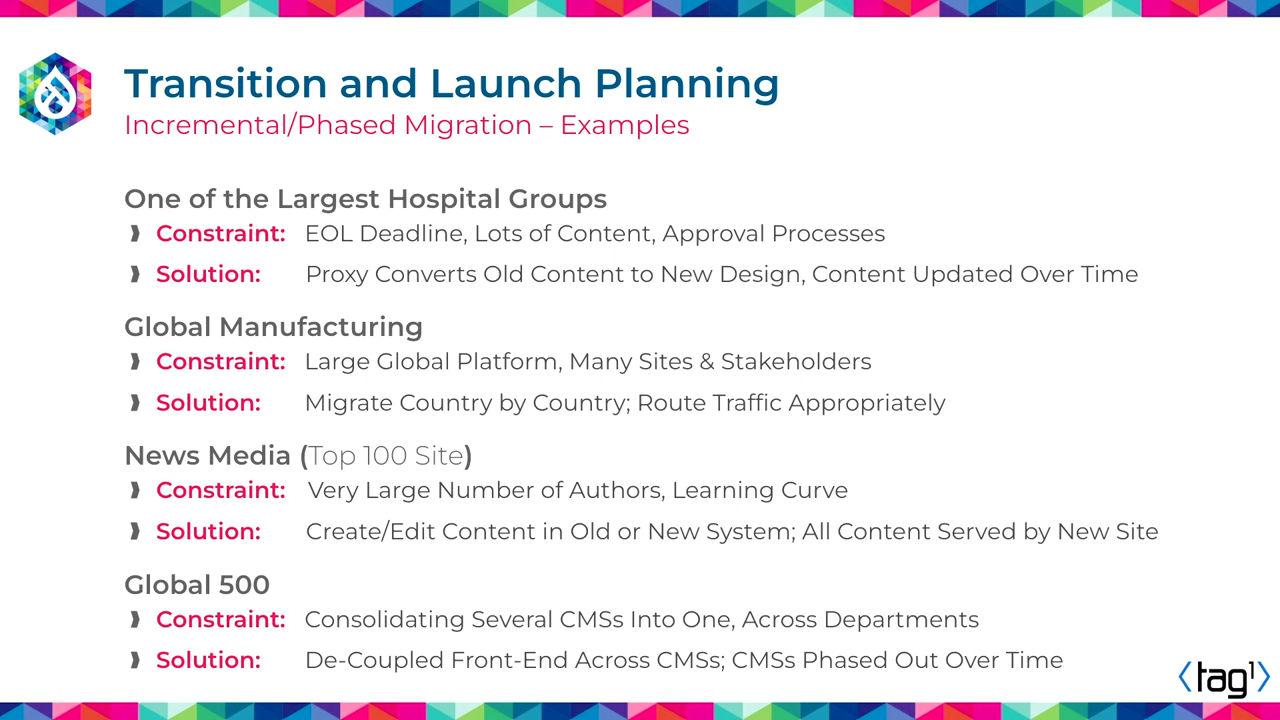 Transition and Launch Planning
Incremental/Phased Migration – Examples
One of the Largest Hospital Groups
Constraint: EOL Deadline, Lots of Content, Approval Processes
Solution: Proxy Converts Old Content to New Design, Content Updated Over Time
Global Manufacturing
Constraint: Large Global Platform, Many Sites & Stakeholders
Solution: Migrate Country by Country; Route Traffic Appropriately
News Media (Top 100 Site)
Constraint: Very Large Number of Authors, Learning Curve
Solution: Create/Edit Content in Old or New System; All Content Served by New Site
Global 500
Constraint: Consolidating Several CMSs Into One, Across Departments
Solution: De-Coupled Front-End Across CMSs; CMSs Phased Out Over Time
⟨tag1⟩